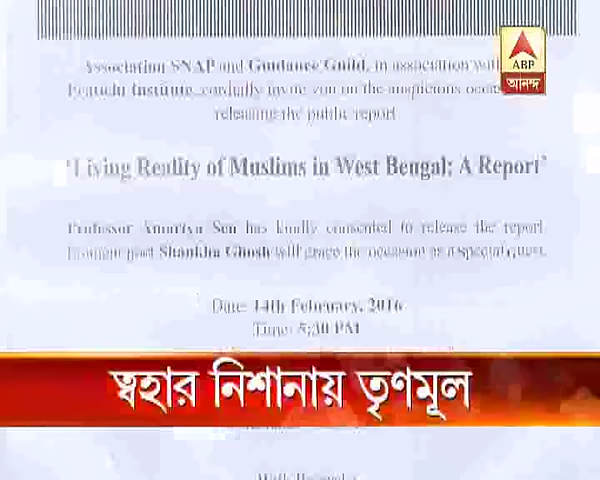 ABP
আনন্দ
Association SNAP and Guidance Guild, in association with
Pratichi Institute, cordially invite you on the auspicious
releasing the public report
'Living Reality of Muslims in West Bengal: A Report'
Professor Amartya Sen has kindly consented to release the report.
Eminent poet Shankha Ghosh will grace the occasion as a special guest.
Date: 14th February, 2016
Time: 5:30 PM
স্বহার নিশানায় তৃণমূল